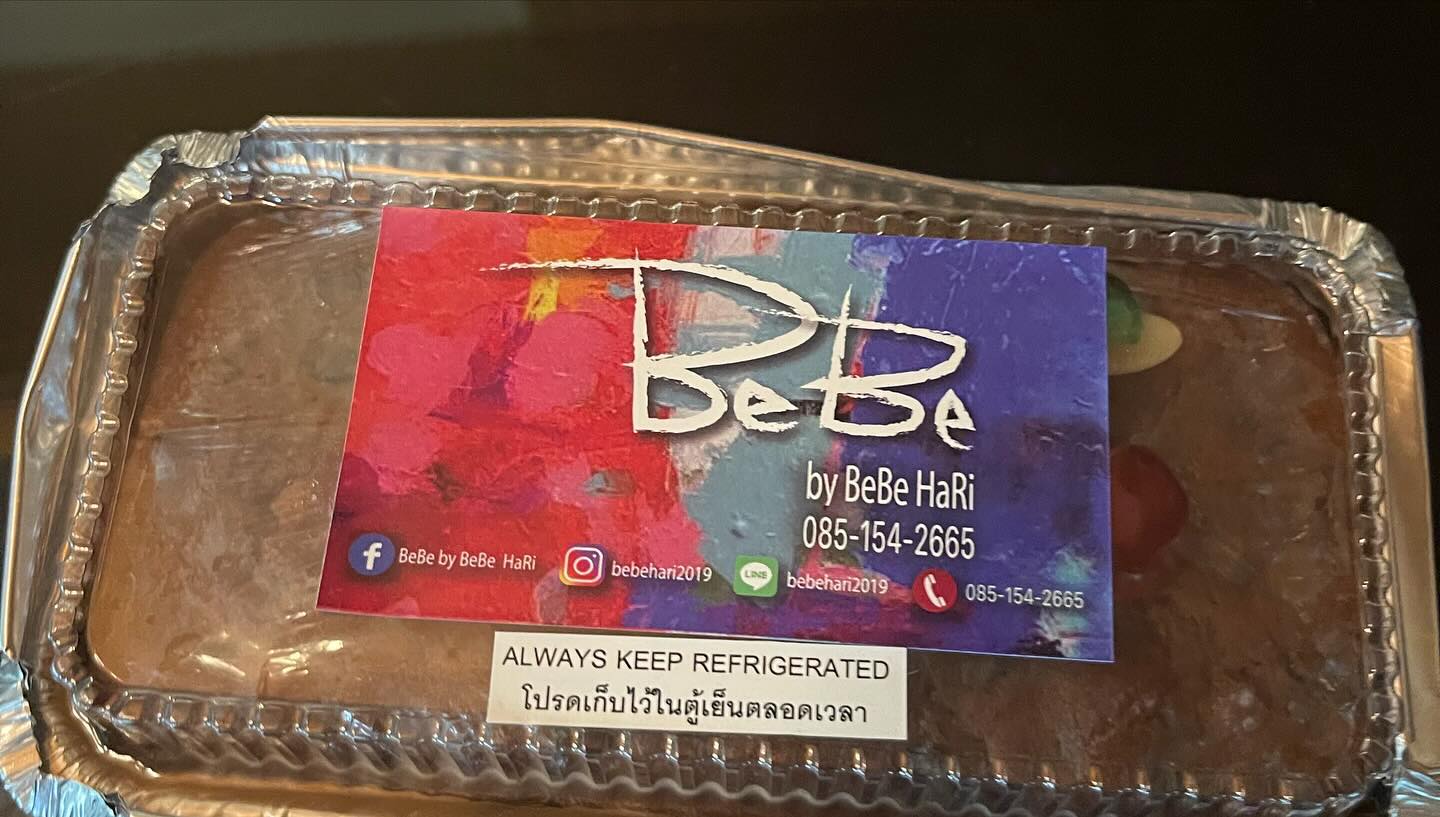 BeBe
by BeBe HaRi
085-154-2665
BeBe by BeBe HaRi bebehari2019 LINE bebehari2019 085-154-2665
ALWAYS KEEP REFRIGERATED
โปรดเก็บไว้ในตู้เย็นตลอดเวลา